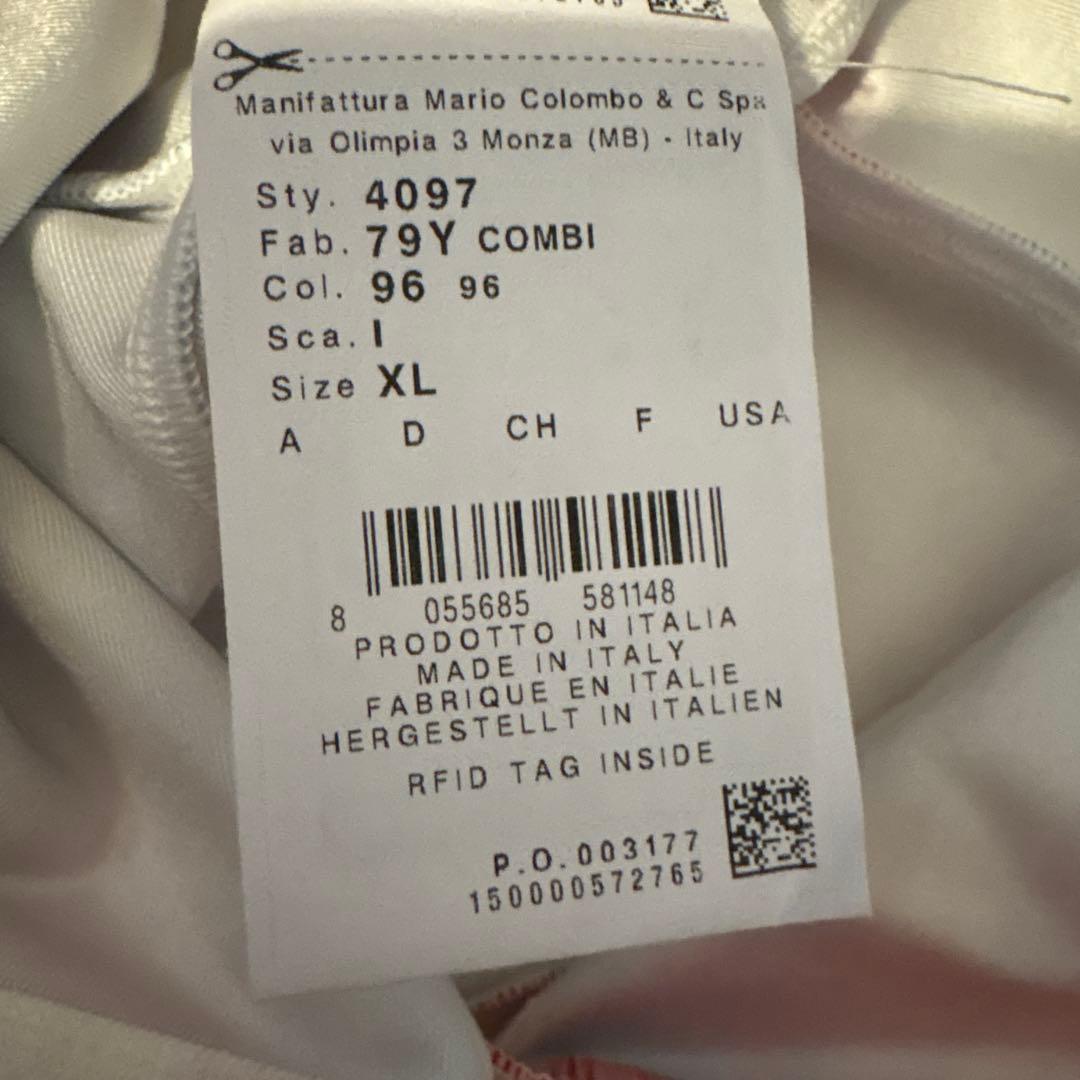 Manifattura Mario Colombo & C Spa
via Olimpia 3 Monza (MB) - Italy
Sty. 4097
Fab. 79Y COMBI
Col. 96 96
Sca. I
Size XL
A D CH F USA
8 055685 581148
PRODOTTO IN ITALIA
MADE IN ITALY
FABRIQUE EN ITALIE
HERGESTELLT IN ITALIEN
RFID TAG INSIDE
P.O. 003177
150000572765